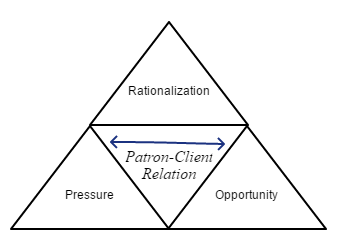 Rationalization
Patron-Client
Relation
Pressure
Opportunity